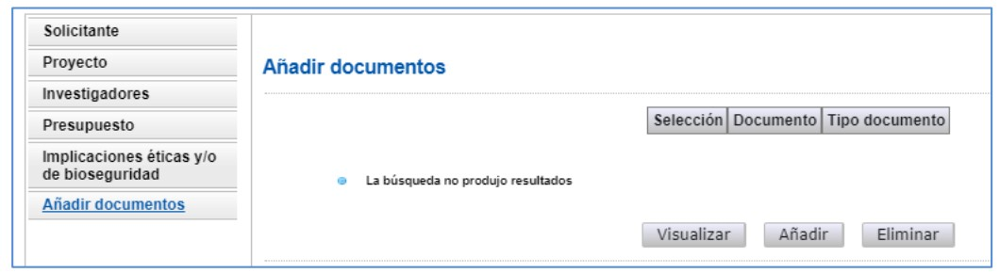 Solicitante
Proyecto
Investigadores
Presupuesto
Implicaciones éticas y/o
de bioseguridad
Añadir documentos
Añadir documentos
Selección Documento Tipo documento
La búsqueda no produjo resultados
Visualizar Añadir Eliminar